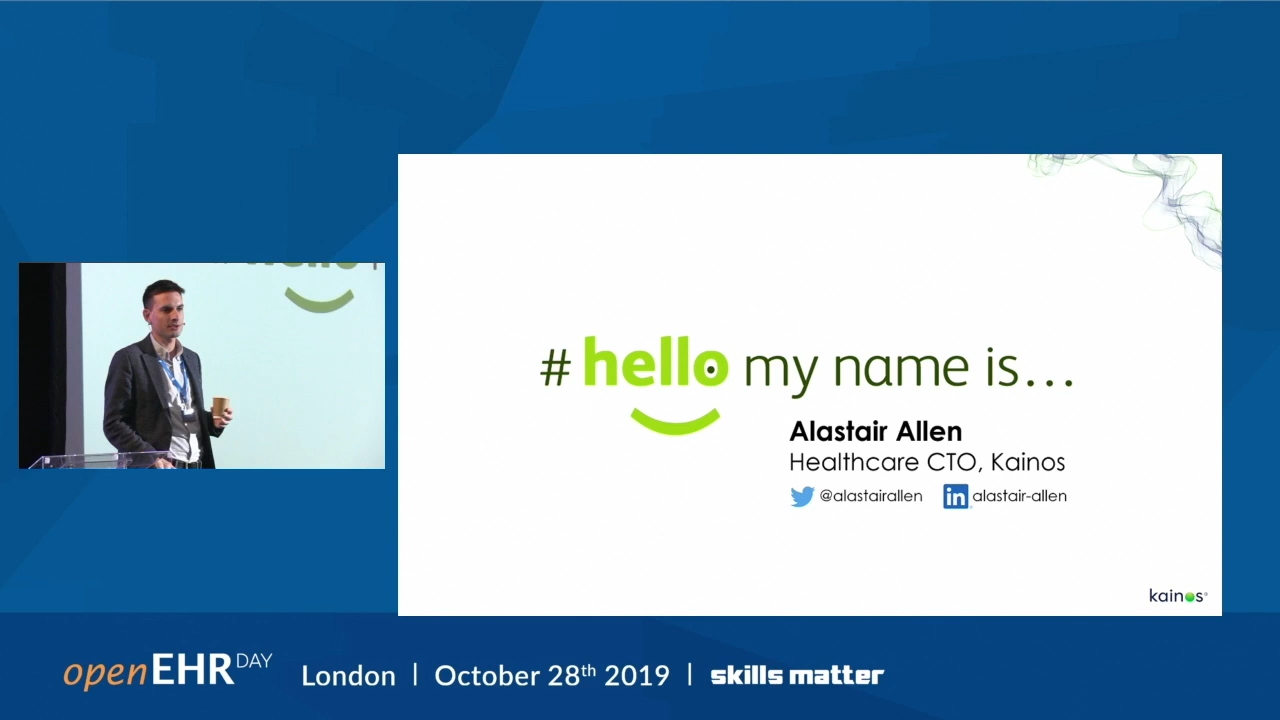 # hello my name is...
Alastair Allen
Healthcare CTO, Kainos
@alastairallen in alastair-allen
kainos
openEHR DAY London | October 28th 2019 | skills matter